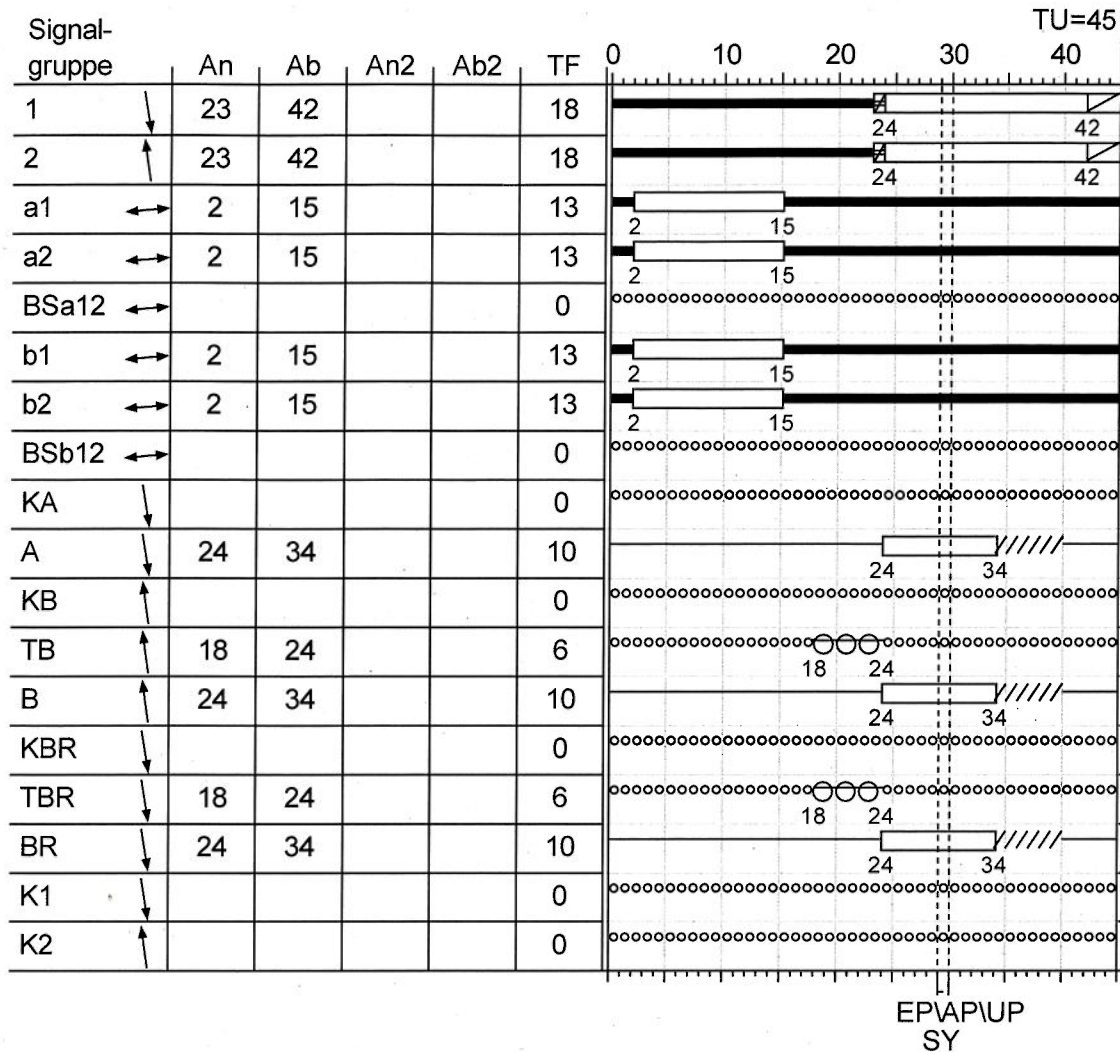 TU=45
Signal-
gruppe An Ab An2 Ab2 TF 0 10 20 30 40
1 23 42 18
24 42
2 23 42 18
24 42
a1 2 15 13
2 15
a2 2 15 13
2 15
BSa12 0
b1 2 15 13
2 15
b2 2 15 13
2 15
BSb12 0
KA 0
A 24 34 10
24 34
KB 0
TB 18 24 6
18 24
B 24 34 10
24 34
KBR 0
TBR 18 24 6
18 24
BR 24 34 10
24 34
K1 0
K2 0
EP\AP\UP
SY